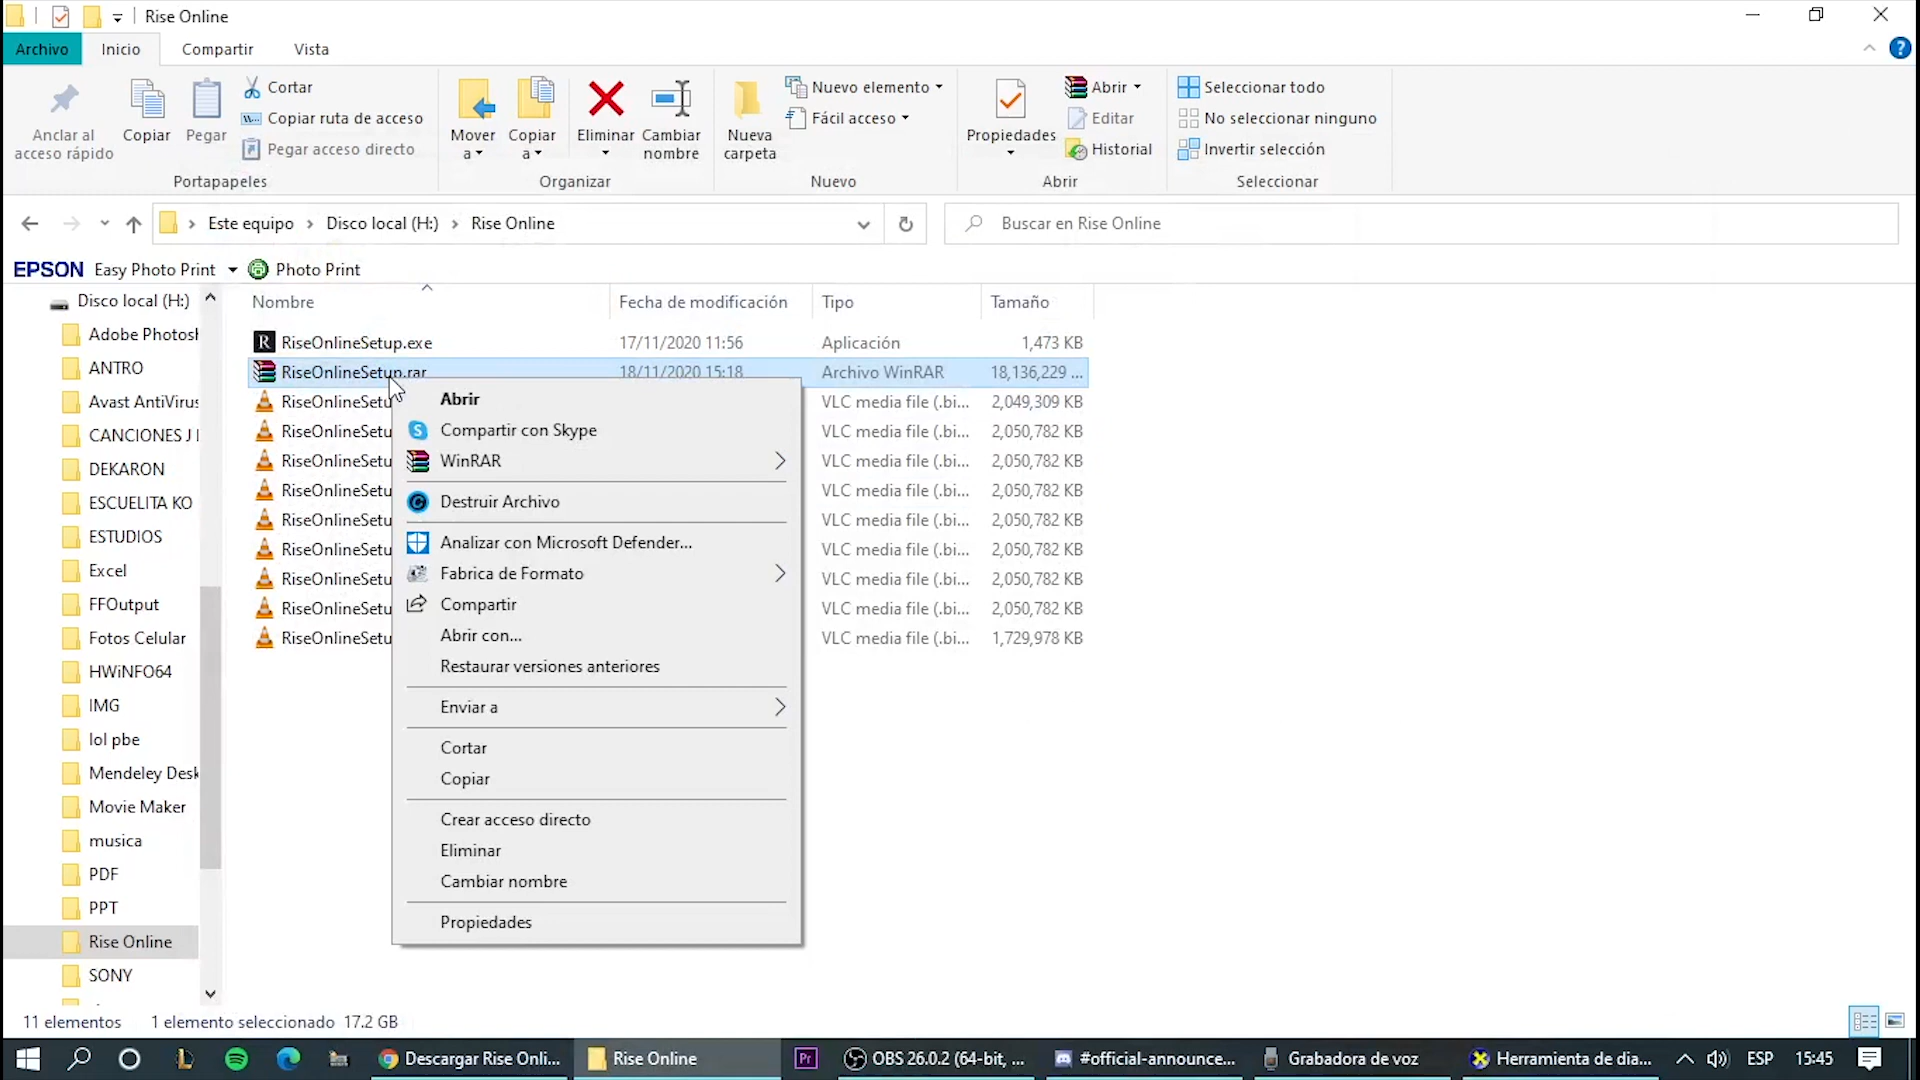 Rise Online
Archivo Inicio Compartir Vista
Anclar al acceso rápido
Copiar
Pegar
Cortar
Copiar ruta de acceso
Pegar acceso directo
Portapapeles
Mover a
Copiar a
Eliminar
Cambiar nombre
Organizar
Nueva carpeta
Nuevo elemento
Fácil acceso
Nuevo
Propiedades
Abrir
Editar
Historial
Abrir
Seleccionar todo
No seleccionar ninguno
Invertir selección
Seleccionar
Este equipo > Disco local (H:) > Rise Online
Buscar en Rise Online
EPSON Easy Photo Print Photo Print
Disco local (H:)
Adobe Photosh
ANTRO
Avast AntiVirus
CANCIONES J
DEKARON
ESCUELITA KO
ESTUDIOS
Excel
FFOutput
Fotos Celular
HWiNFO64
IMG
lol pbe
Mendeley Desk
Movie Maker
musica
PDF
PPT
Rise Online
SONY
Nombre Fecha de modificación Tipo Tamaño
RiseOnlineSetup.exe 17/11/2020 11:56 Aplicación 1,473 KB
RiseOnlineSetup.rar 18/11/2020 15:18 Archivo WinRAR 18,136,229 ...
RiseOnlineSetu VLC media file (.bi... 2,049,309 KB
RiseOnlineSetu VLC media file (.bi... 2,050,782 KB
RiseOnlineSetu VLC media file (.bi... 2,050,782 KB
RiseOnlineSetu VLC media file (.bi... 2,050,782 KB
RiseOnlineSetu VLC media file (.bi... 2,050,782 KB
RiseOnlineSetu VLC media file (.bi... 2,050,782 KB
RiseOnlineSetu VLC media file (.bi... 2,050,782 KB
RiseOnlineSetu VLC media file (.bi... 2,050,782 KB
RiseOnlineSetu VLC media file (.bi... 1,729,978 KB
Abrir
Compartir con Skype
WinRAR
Destruir Archivo
Analizar con Microsoft Defender...
Fabrica de Formato
Compartir
Abrir con...
Restaurar versiones anteriores
Enviar a
Cortar
Copiar
Crear acceso directo
Eliminar
Cambiar nombre
Propiedades
11 elementos 1 elemento seleccionado 17.2 GB
Descargar Rise Onli... Rise Online Pr OBS 26.0.2 (64-bit, ... #official-announce... Grabadora de voz Herramienta de dia... ESP 15:45